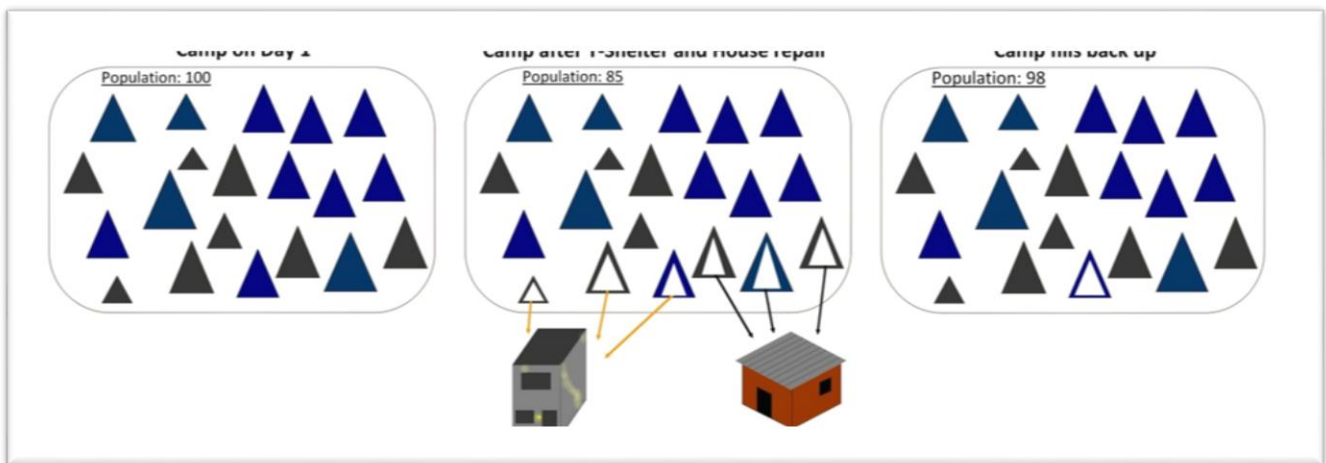 Camp on Day 1
Population: 100
Camp after T-Shelter and House repair
Population: 85
Camp fills back up
Population: 98